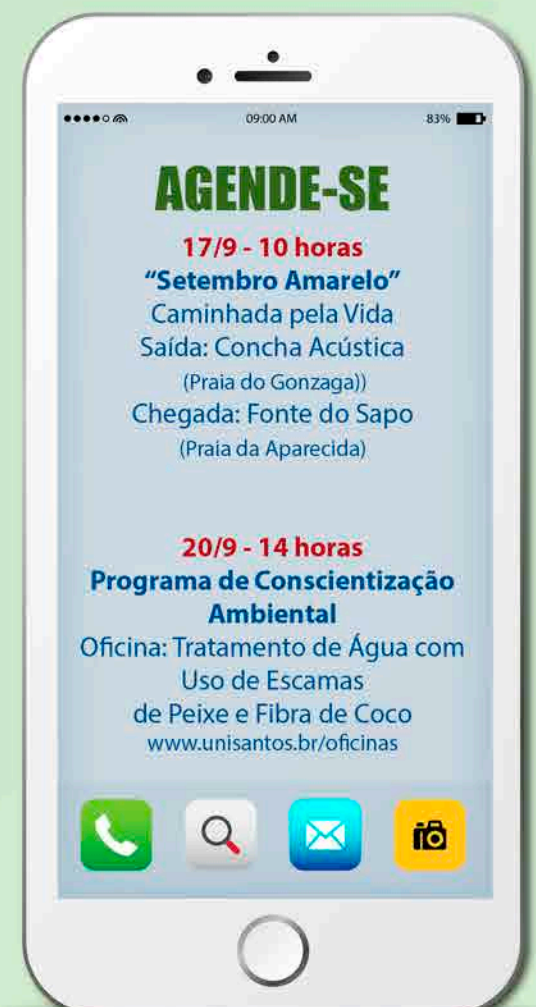 09:00 AM
83%
AGENDE-SE
17/9 - 10 horas
“Setembro Amarelo”
Caminhada pela Vida
Saída: Concha Acústica
(Praia do Gonzaga))
Chegada: Fonte do Sapo
(Praia da Aparecida)
20/9 - 14 horas
Programa de Conscientização
Ambiental
Oficina: Tratamento de Água com
Uso de Escamas
de Peixe e Fibra de Coco
www.unisantos.br/oficinas